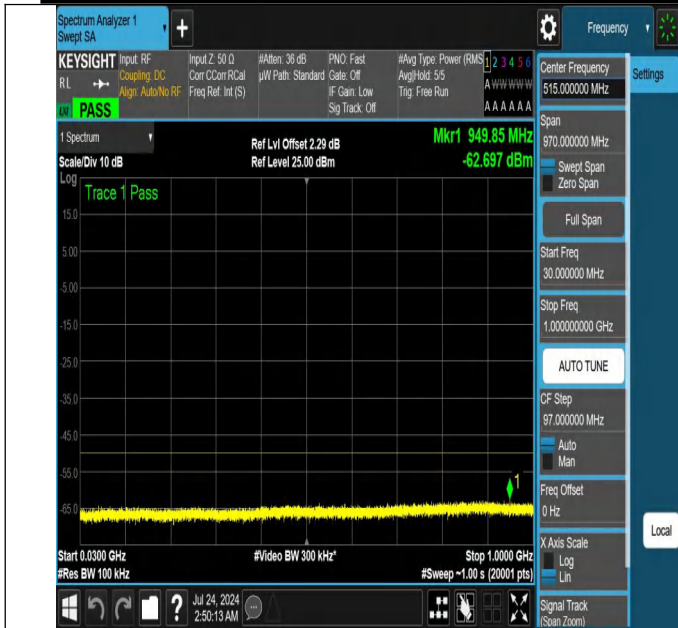 Spectrum Analyzer 1
Swept SA
+
Frequency
KEYSIGHT
RL
LXI
PASS
Input: RF
Coupling: DC
Align: Auto/No RF
Input Z: 50 Ω
Corr CCorr RCal
Freq Ref: Int (S)
#Atten: 36 dB
µW Path: Standard
PNO: Fast
Gate: Off
IF Gain: Low
Sig Track: Off
#Avg Type: Power (RMS
Avg|Hold: 5/5
Trig: Free Run
1 2 3 4 5 6
A W W W W W
A A A A A A
1 Spectrum
Scale/Div 10 dB
Ref Lvl Offset 2.29 dB
Ref Level 25.00 dBm
Mkr1 949.85 MHz
-62.697 dBm
Log
Trace 1 Pass
15.0
5.00
-5.00
-15.0
-25.0
-35.0
-45.0
-55.0
-65.0
1
Start 0.0300 GHz
#Res BW 100 kHz
#Video BW 300 kHz*
Stop 1.0000 GHz
#Sweep ~1.00 s (20001 pts)
?
Jul 24, 2024
2:50:13 AM
Center Frequency
515.000000 MHz
Settings
Span
970.000000 MHz
Swept Span
Zero Span
Full Span
Start Freq
30.000000 MHz
Stop Freq
1.000000000 GHz
AUTO TUNE
CF Step
97.000000 MHz
Auto
Man
Freq Offset
0 Hz
X Axis Scale
Log
Lin
Signal Track
(Span Zoom)
Local